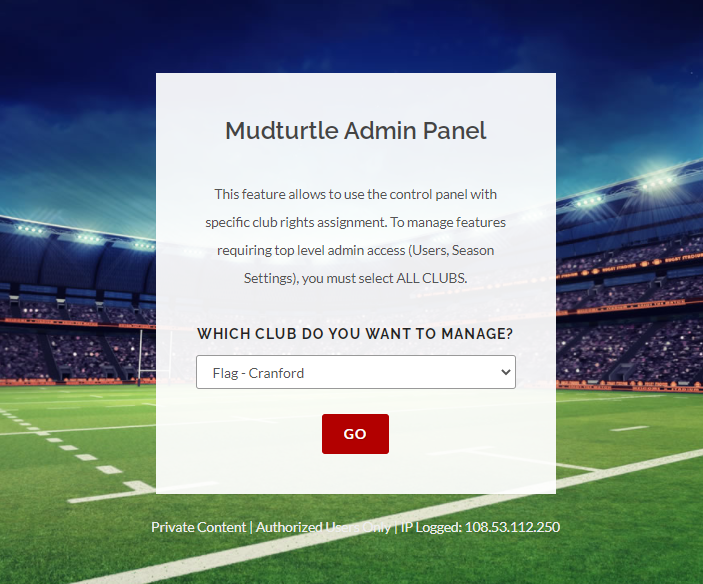 Mudturtle Admin Panel
This feature allows to use the control panel with
specific club rights assignment. To manage features
requiring top level admin access (Users, Season
Settings), you must select ALL CLUBS.
WHICH CLUB DO YOU WANT TO MANAGE?
Flag - Cranford
GO
Private Content | Authorized Users Only | IP Logged: 108.53.112.250